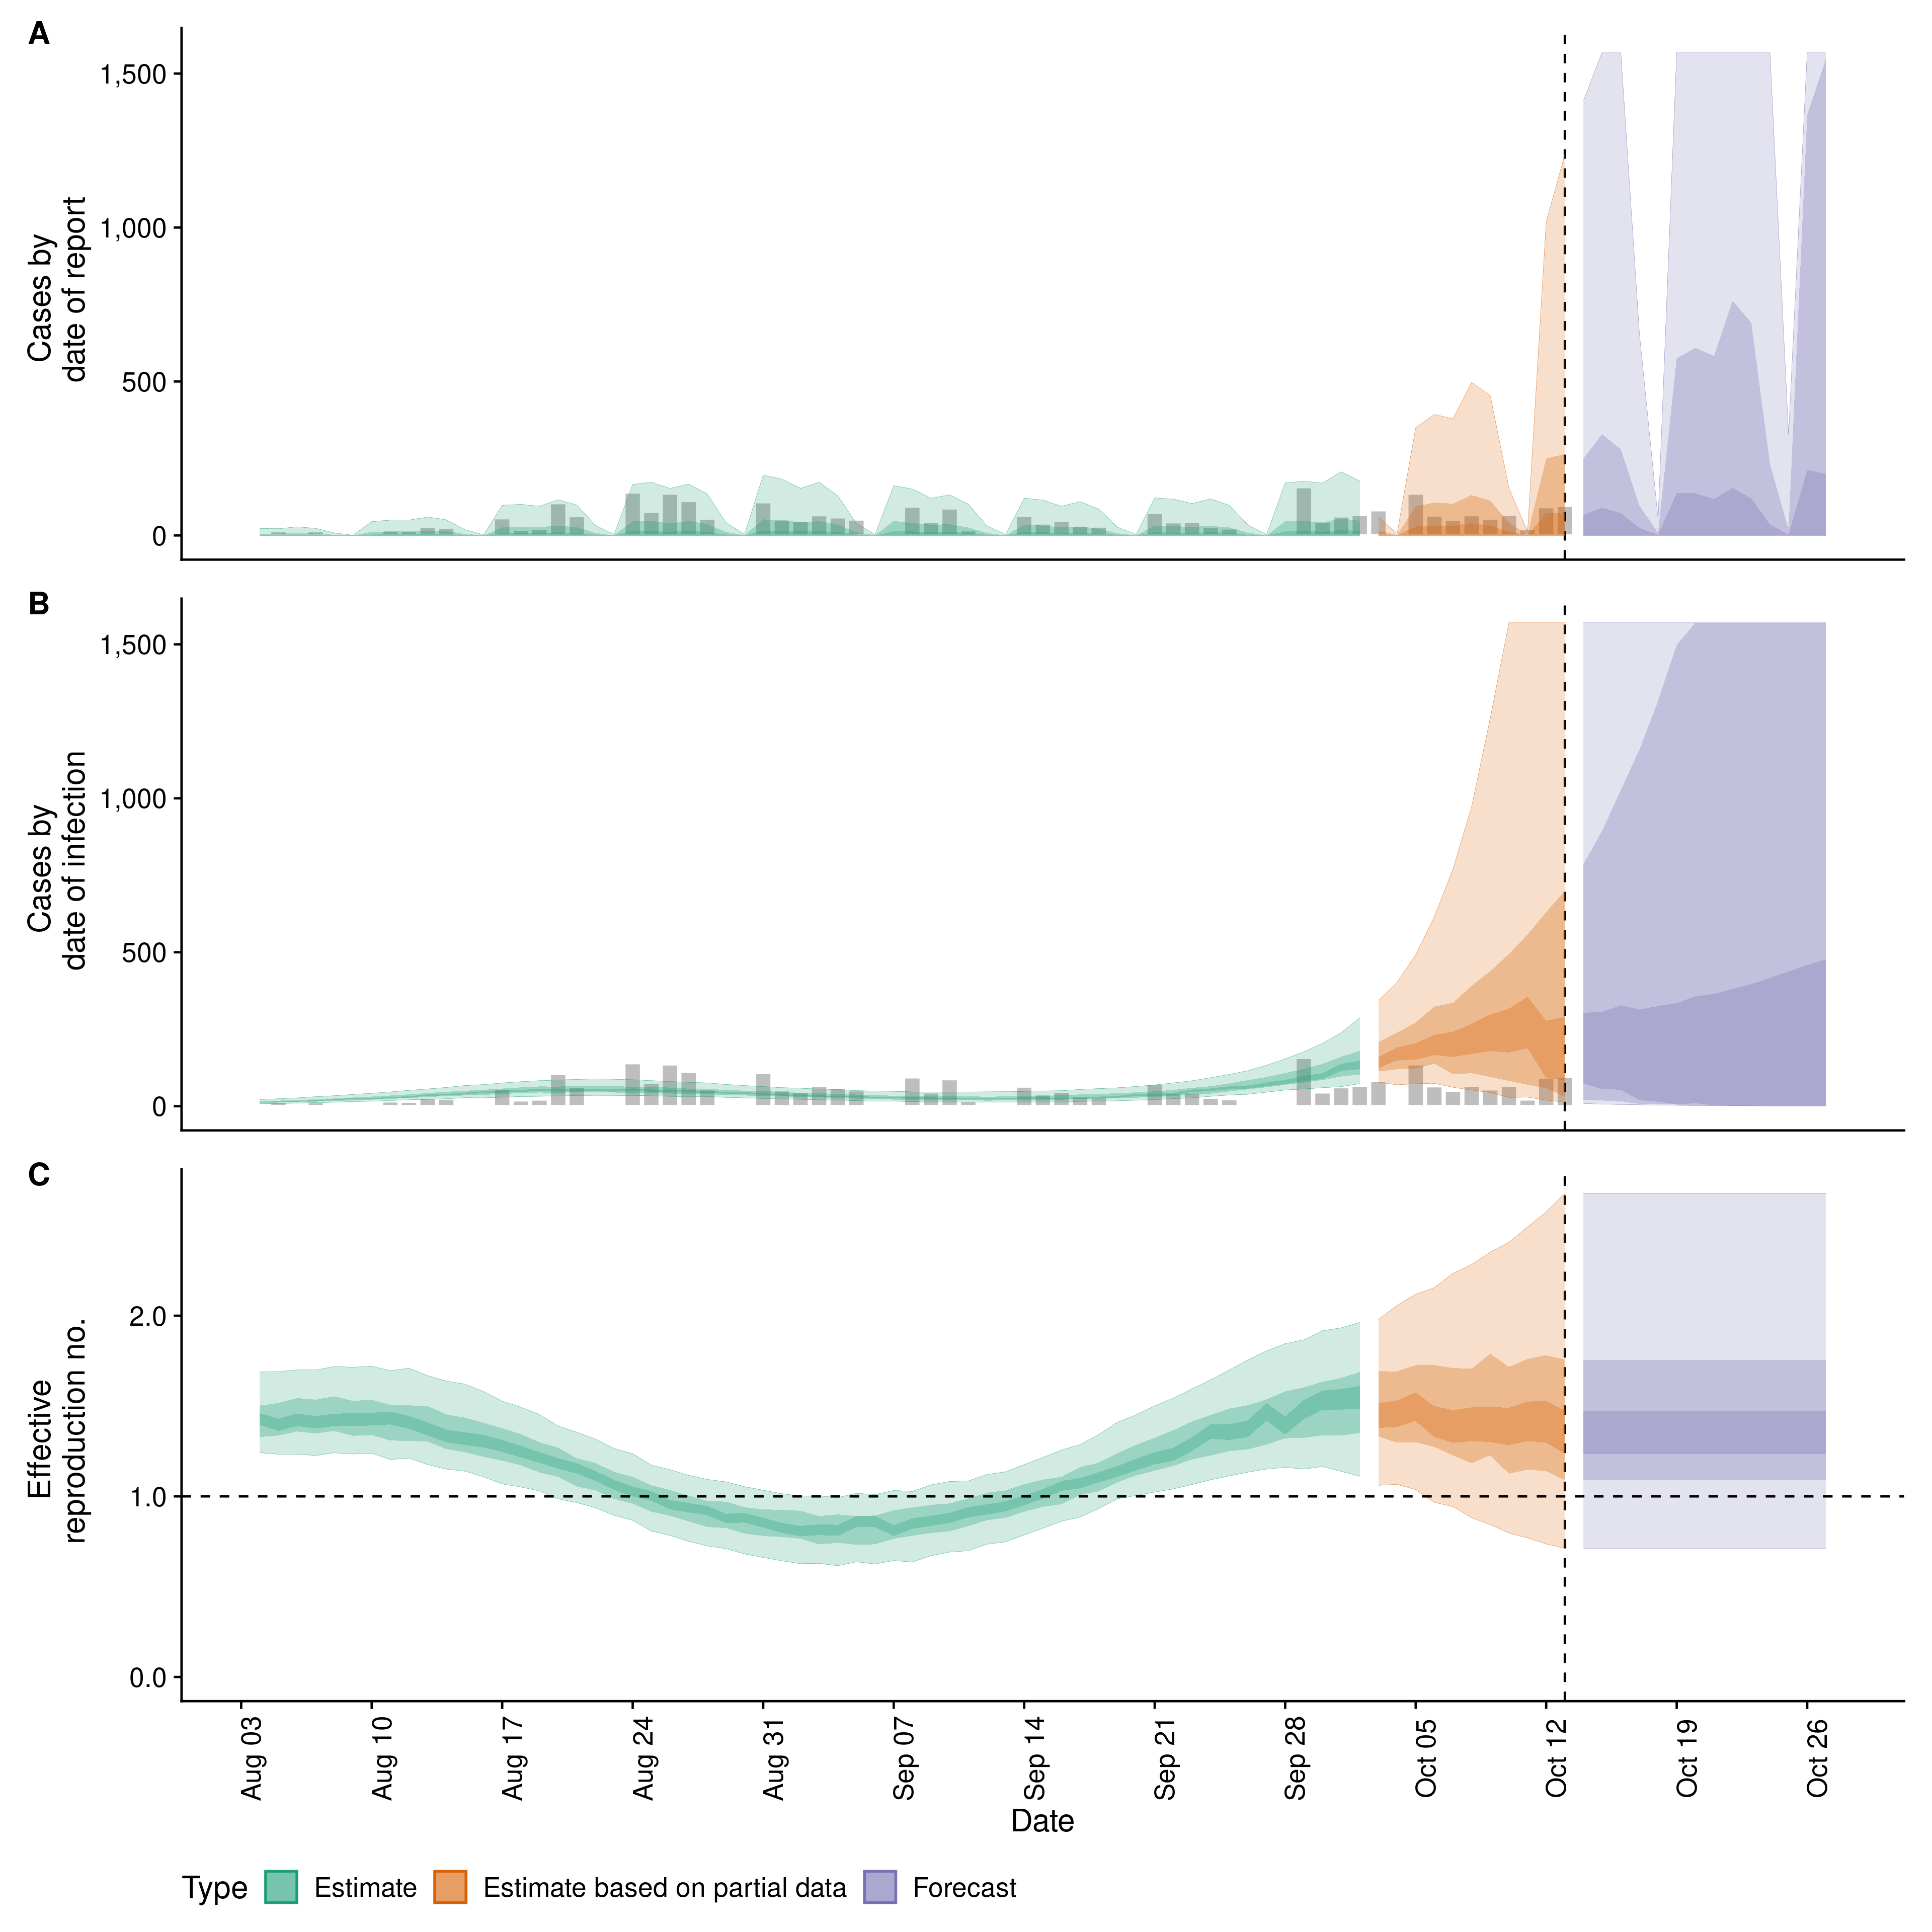 A
Cases by
date of report
1,500
1,000
500
0
B
Cases by
date of infection
1,500
1,000
500
0
C
Effective
reproduction no.
2.0
1.0
0.0
Aug 03
Aug 10
Aug 17
Aug 24
Aug 31
Sep 07
Sep 14
Sep 21
Sep 28
Oct 05
Oct 12
Oct 19
Oct 26
Date
Type Estimate Estimate based on partial data Forecast